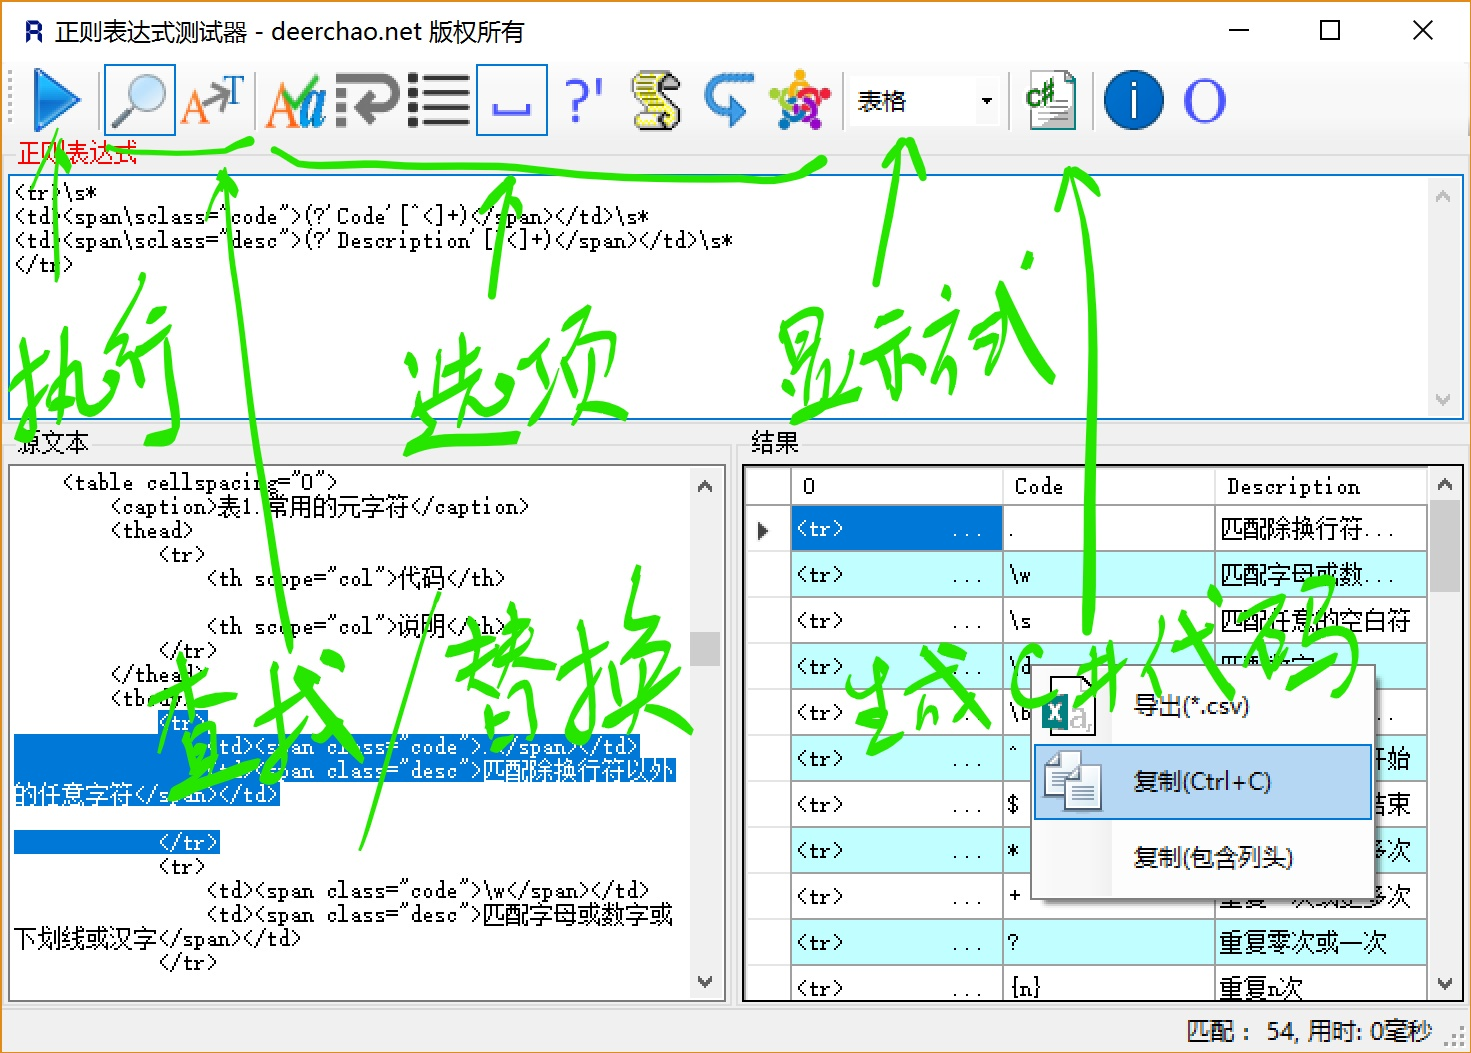 正则表达式测试器 - deerchao.net 版权所有
表格
正则表达式
<tr>\s*
<td><span\sclass="code">(?'Code'[^<]+)</span></td>\s*
<td><span\sclass="desc">(?'Description'[^<]+)</span></td>\s*
</tr>
执行
选项
显示方式
源文本
<table cellspacing="0">
<caption>表1.常用的元字符</caption>
<thead>
<tr>
<th scope="col">代码</th>
<th scope="col">说明</th>
</tr>
</thead>
<tbody>
<tr>
<td><span class="code">.</span></td>
<td><span class="desc">匹配除换行符以外
的任意字符</span></td>
</tr>
<tr>
<td><span class="code">\w</span></td>
<td><span class="desc">匹配字母或数字或
下划线或汉字</span></td>
</tr>
查找/替换
结果
0 Code Description
<tr> ... . 匹配除换行符...
<tr> ... \w 匹配字母或数...
<tr> ... \s 匹配任意的空白符
<tr> ... \d 匹配数字
<tr> ... \b ...
<tr> ... ^ 开始
<tr> ... $ 结束
<tr> ... * 多次
<tr> ... + 重复一次或更多次
<tr> ... ? 重复零次或一次
<tr> ... {n} 重复n次
生成C#代码
导出(*.csv)
复制(Ctrl+C)
复制(包含列头)
匹配： 54, 用时: 0毫秒